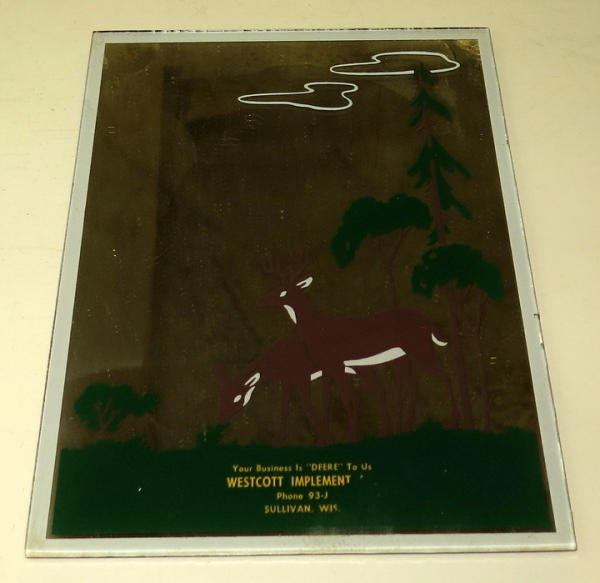 Your Business Is "DEERE" To Us
WESTCOTT IMPLEMENT
Phone 93-J
SULLIVAN, WIS.